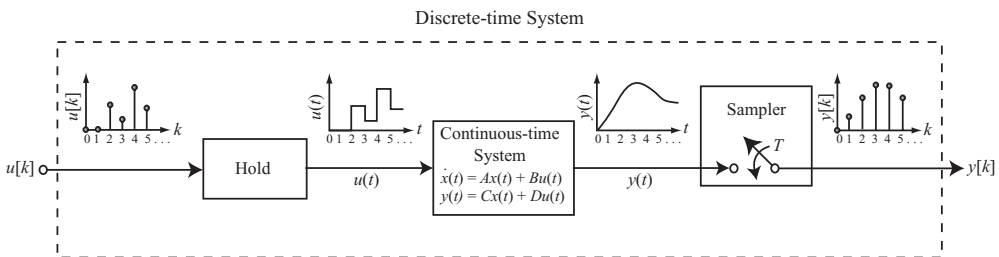 Discrete-time System
u[k]
0 1 2 3 4 5 . . .
k
u(t)
0 1 2 3 4 5 . . .
t
y(t)
0 1 2 3 4 5 . . .
t
y[k]
0 1 2 3 4 5 . . .
k
u[k]
Hold
u(t)
Continuous-time
System
ẋ(t) = Ax(t) + Bu(t)
y(t) = Cx(t) + Du(t)
y(t)
Sampler
T
y[k]